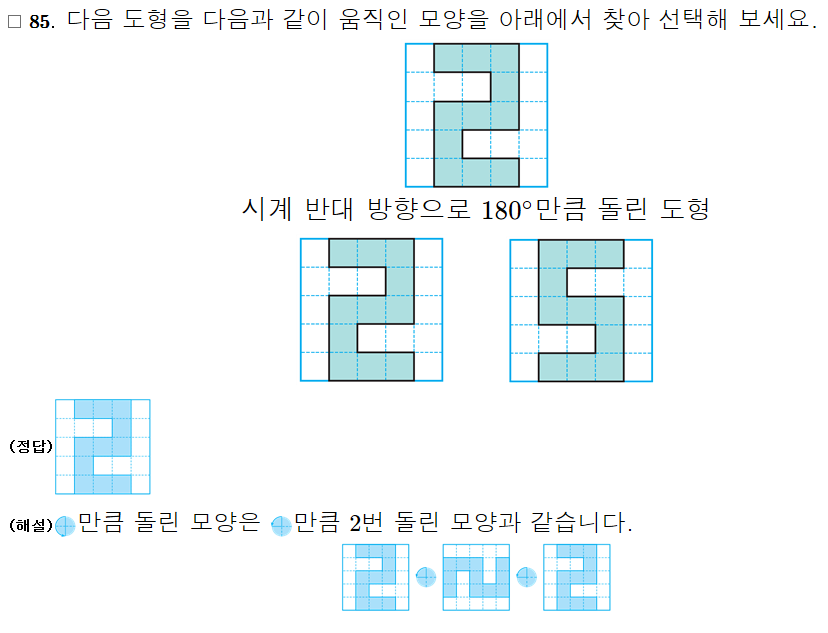 □ 85. 다음 도형을 다음과 같이 움직인 모양을 아래에서 찾아 선택해 보세요.
시계 반대 방향으로 180°만큼 돌린 도형
(정답)
(해설) 만큼 돌린 모양은 만큼 2번 돌린 모양과 같습니다.